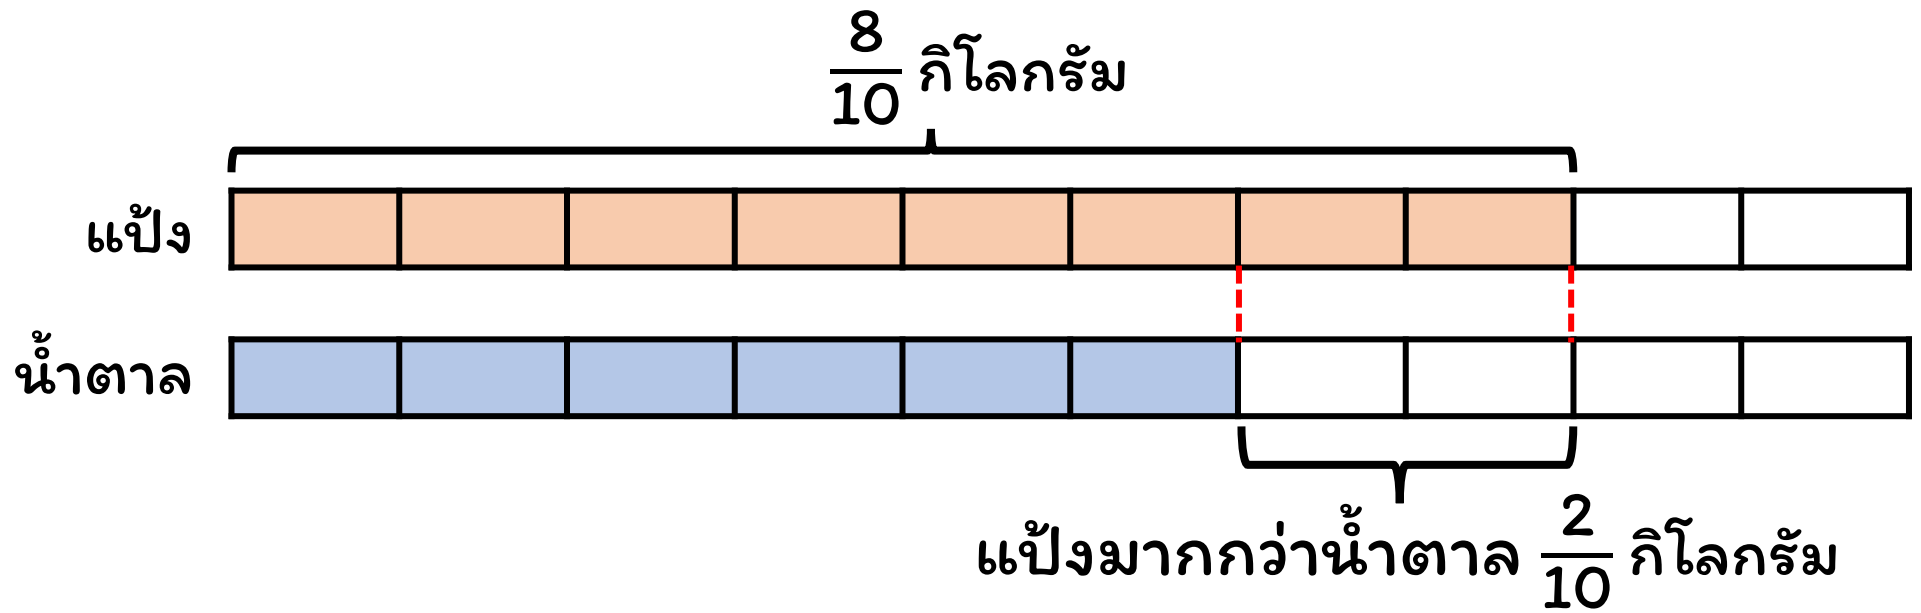 8/10 กิโลกรัม
แป้ง
น้ำตาล
แป้งมากกว่าน้ำตาล 2/10 กิโลกรัม